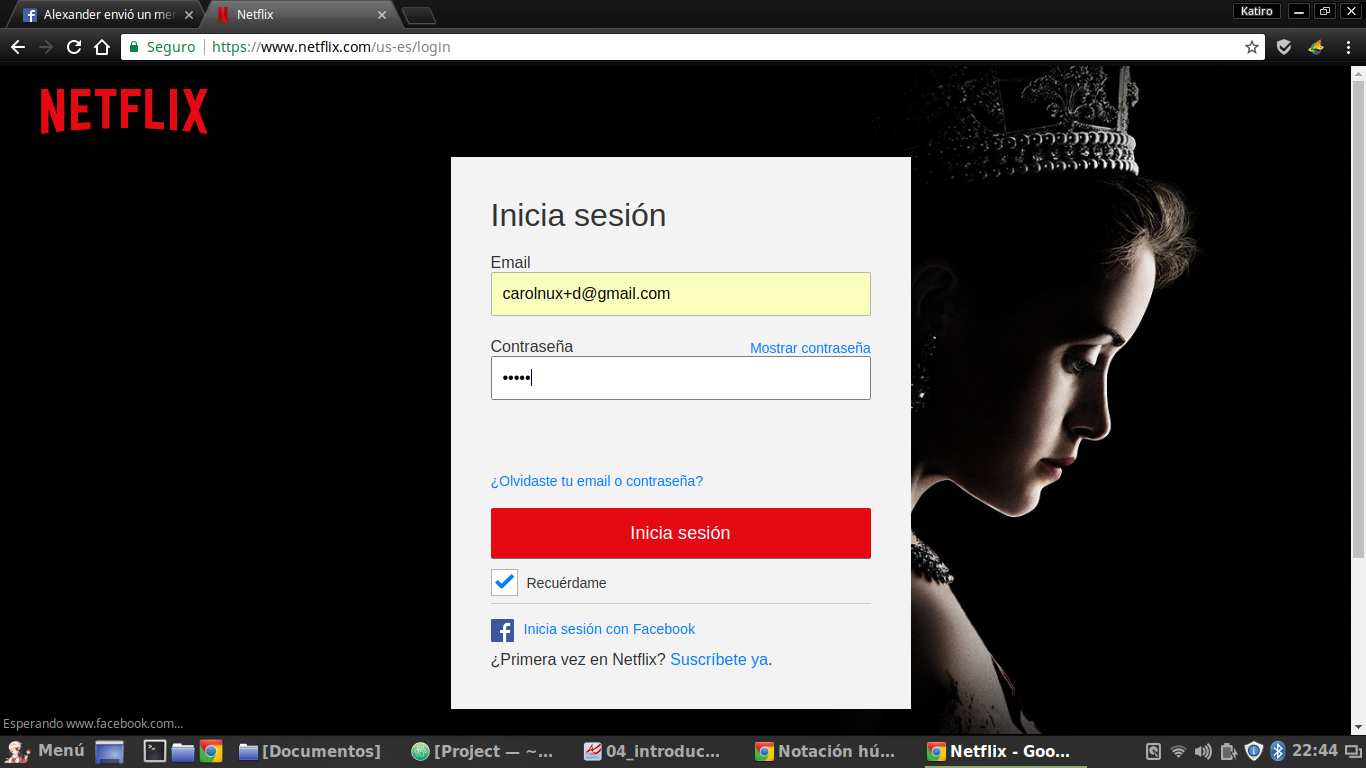 Alexander envió un mer
Netflix
Katiro
Seguro
https://www.netflix.com/us-es/login
NETFLIX
Inicia sesión
Email
carolnux+d@gmail.com
Contraseña
Mostrar contraseña
•••••
¿Olvidaste tu email o contraseña?
Inicia sesión
Recuérdame
Inicia sesión con Facebook
¿Primera vez en Netflix? Suscríbete ya.
Esperando www.facebook.com...
Menú
[Documentos]
[Project — ~...
04_introduc...
Notación hú...
Netflix - Goo...
22:44